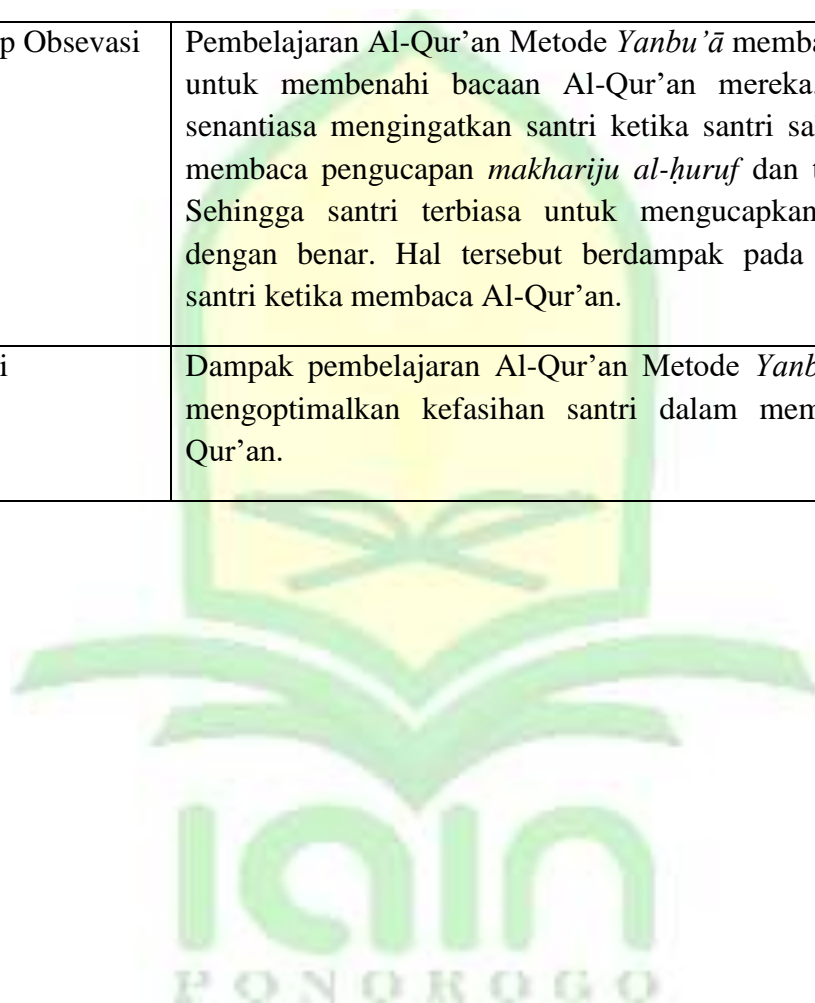 p Obsevasi
Pembelajaran Al-Qur’an Metode Yanbu’ā memba
untuk membenahi bacaan Al-Qur’an mereka.
senantiasa mengingatkan santri ketika santri sa
membaca pengucapan makhariju al-ḥuruf dan t
Sehingga santri terbiasa untuk mengucapkan
dengan benar. Hal tersebut berdampak pada
santri ketika membaca Al-Qur’an.
i
Dampak pembelajaran Al-Qur’an Metode Yanb
mengoptimalkan kefasihan santri dalam mem
Qur’an.
iain
PONOROGO